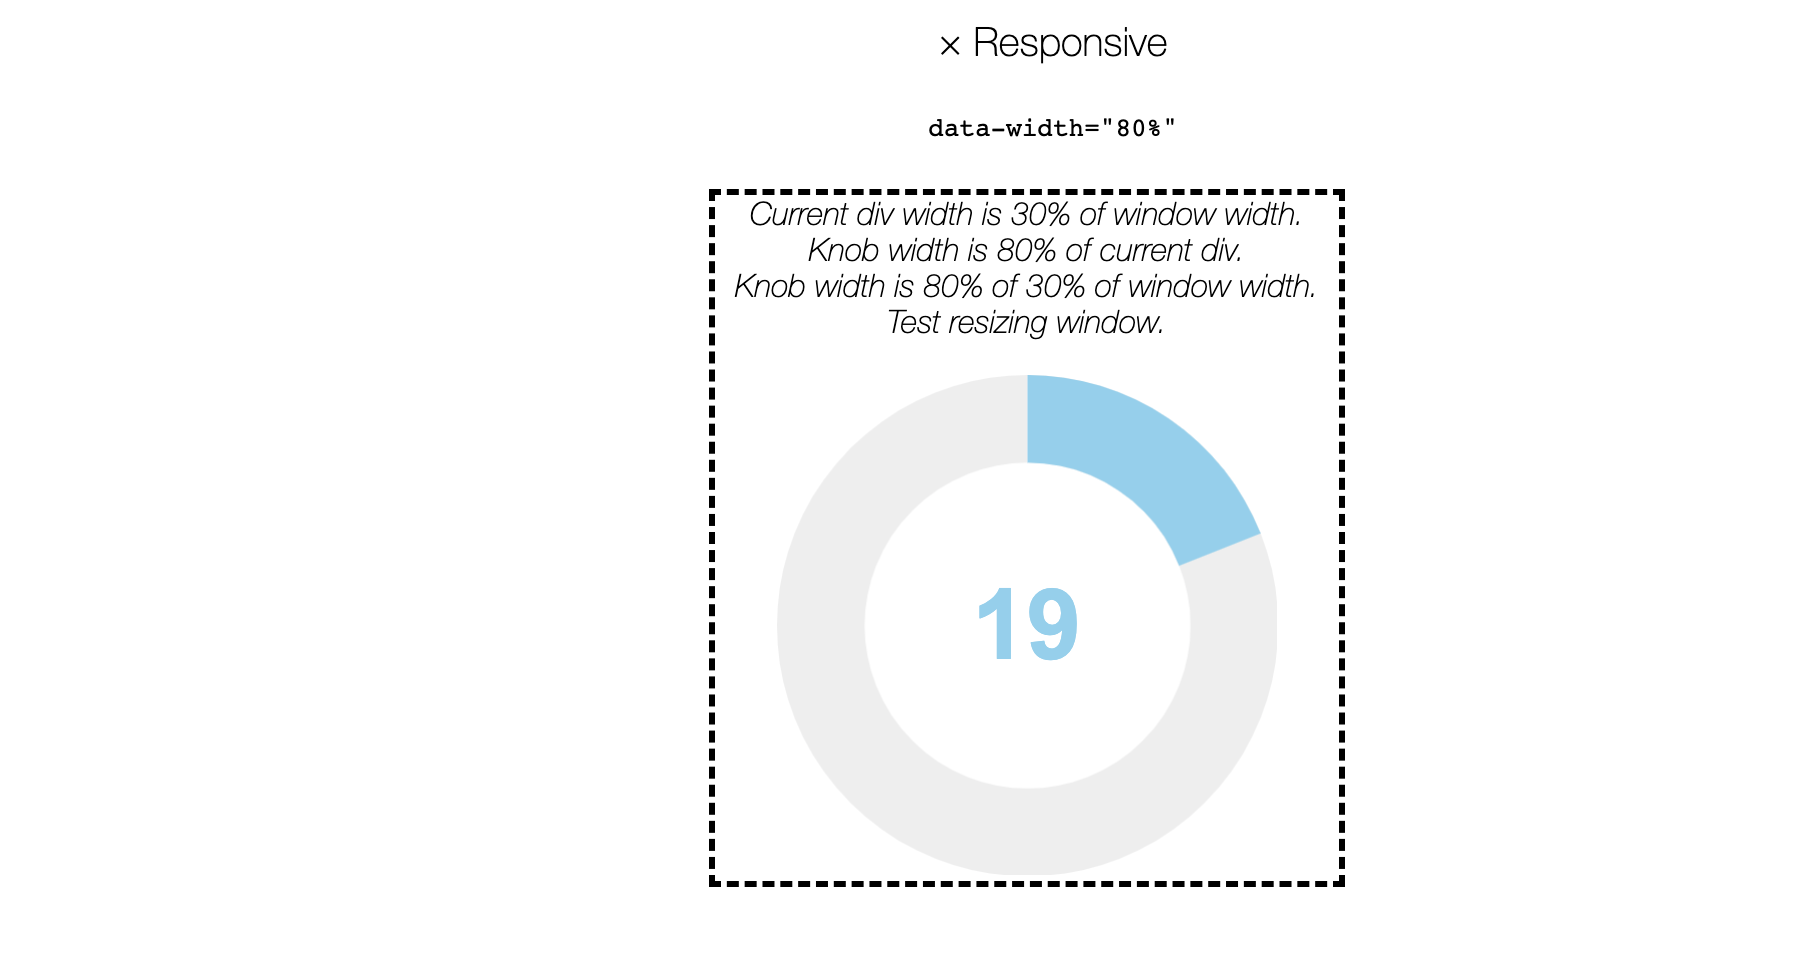 × Responsive
data-width="80%"
Current div width is 30% of window width.
Knob width is 80% of current div.
Knob width is 80% of 30% of window width.
Test resizing window.
19